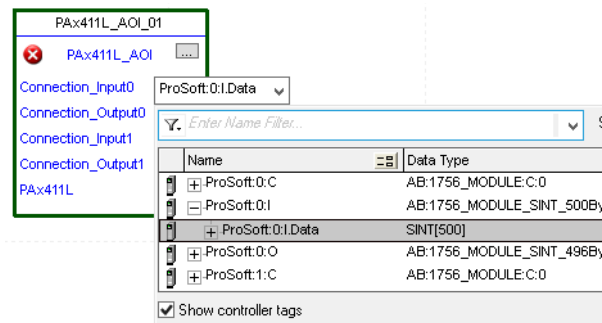 PAx411L_AOI_01
PAx411L_AOI ...
Connection_Input0 ProSoft:0:I.Data
Connection_Output0
Connection_Input1
Connection_Output1
PAx411L
Enter Name Filter...
Name Data Type
ProSoft:0:C AB:1756_MODULE:C:0
ProSoft:0:I AB:1756_MODULE_SINT_500By
ProSoft:0:I.Data SINT[500]
ProSoft:0:O AB:1756_MODULE_SINT_496By
ProSoft:1:C AB:1756_MODULE:C:0
Show controller tags